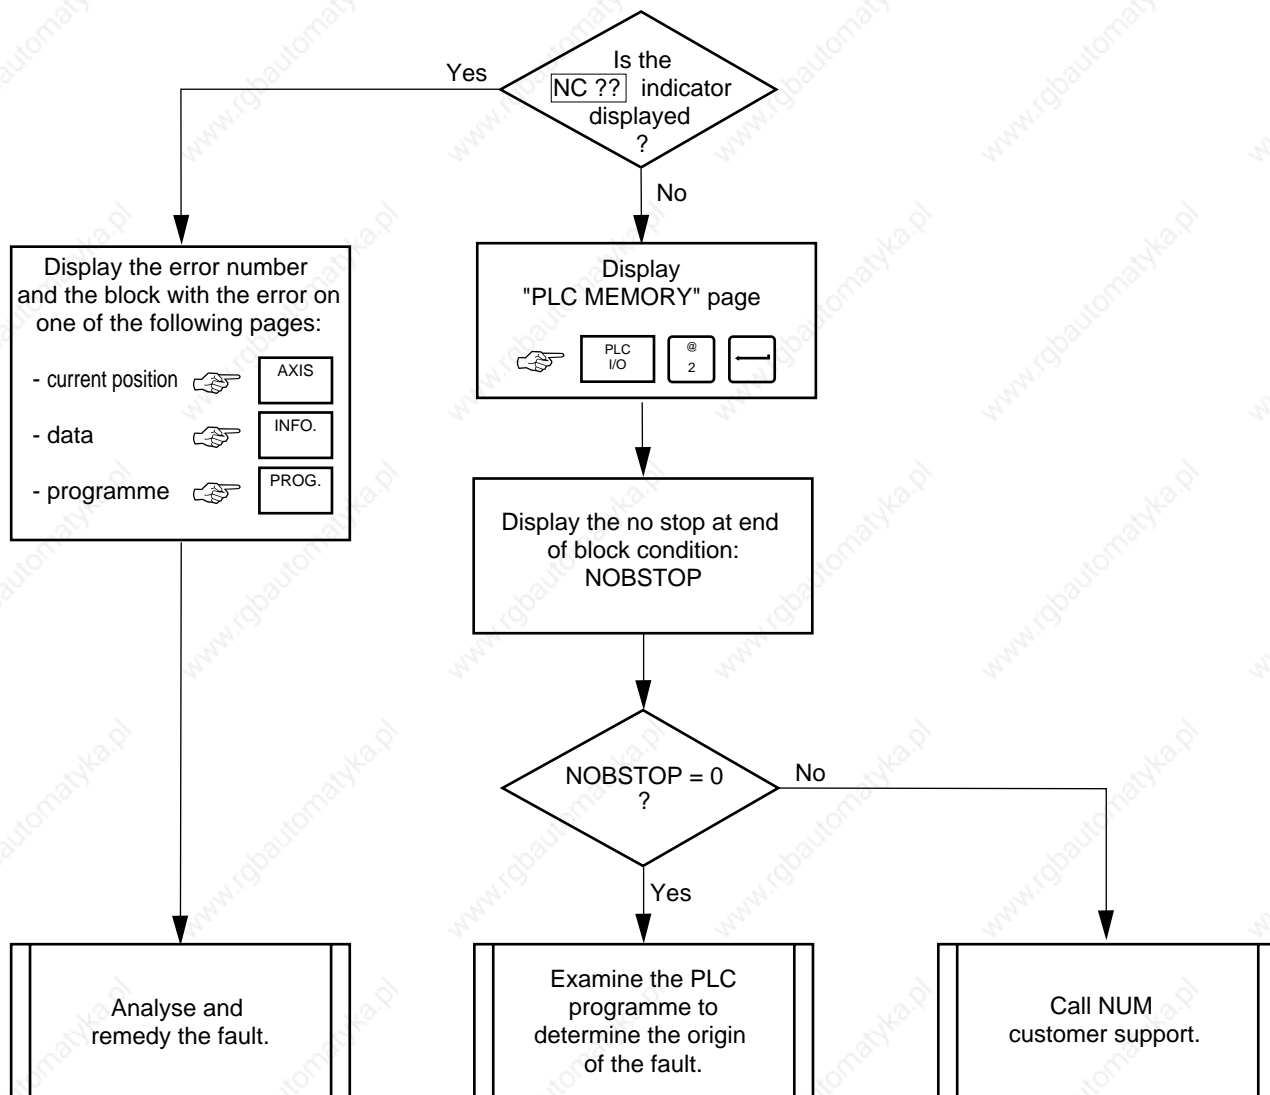 Is the
NC ?? indicator
displayed
?
Yes
No
Display the error number
and the block with the error on
one of the following pages:
- current position AXIS
- data INFO.
- programme PROG.
Display
"PLC MEMORY" page
PLC
I/O
@
2
Display the no stop at end
of block condition:
NOBSTOP
NOBSTOP = 0
?
No
Yes
Analyse and
remedy the fault.
Examine the PLC
programme to
determine the origin
of the fault.
Call NUM
customer support.
www.rgbautomatyka.pl